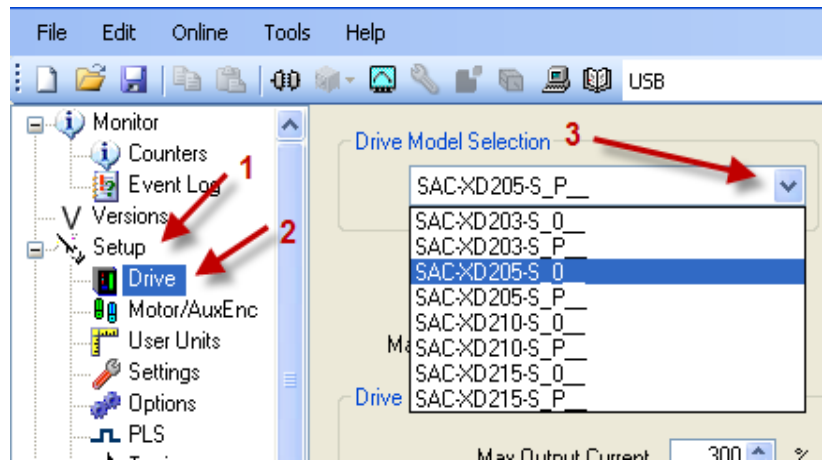 File Edit Online Tools Help
USB
Monitor
Counters
Event Log
Versions
Setup
Drive
Motor/AuxEnc
User Units
Settings
Options
PLS
1
2
Drive Model Selection
3
SAC-XD205-S_P__
SAC-XD203-S_0__
SAC-XD203-S_P__
SAC-XD205-S_0__
SAC-XD205-S_P__
SAC-XD210-S_0__
SAC-XD210-S_P__
SAC-XD215-S_0__
SAC-XD215-S_P__
Ma
Drive
Max Output Current 300 %